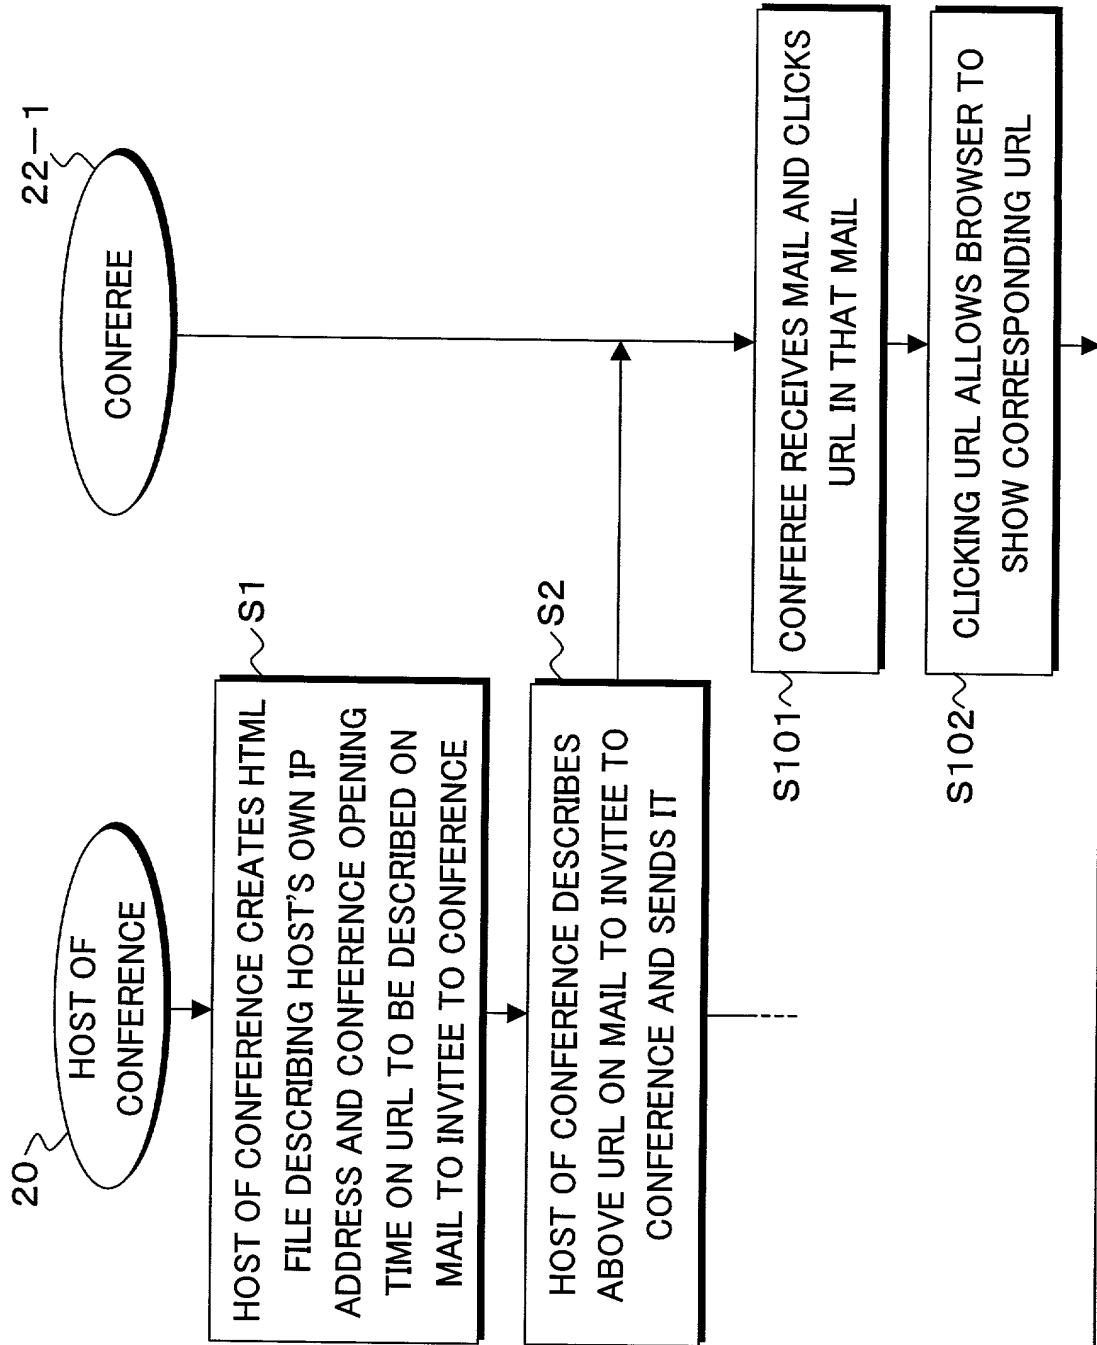 20
HOST OF
CONFERENCE
S1
HOST OF CONFERENCE CREATES HTML
FILE DESCRIBING HOST'S OWN IP
ADDRESS AND CONFERENCE OPENING
TIME ON URL TO BE DESCRIBED ON
MAIL TO INVITEE TO CONFERENCE
S2
HOST OF CONFERENCE DESCRIBES
ABOVE URL ON MAIL TO INVITEE TO
CONFERENCE AND SENDS IT
22-1
CONFEREE
S101
CONFEREE RECEIVES MAIL AND CLICKS
URL IN THAT MAIL
S102
CLICKING URL ALLOWS BROWSER TO
SHOW CORRESPONDING URL